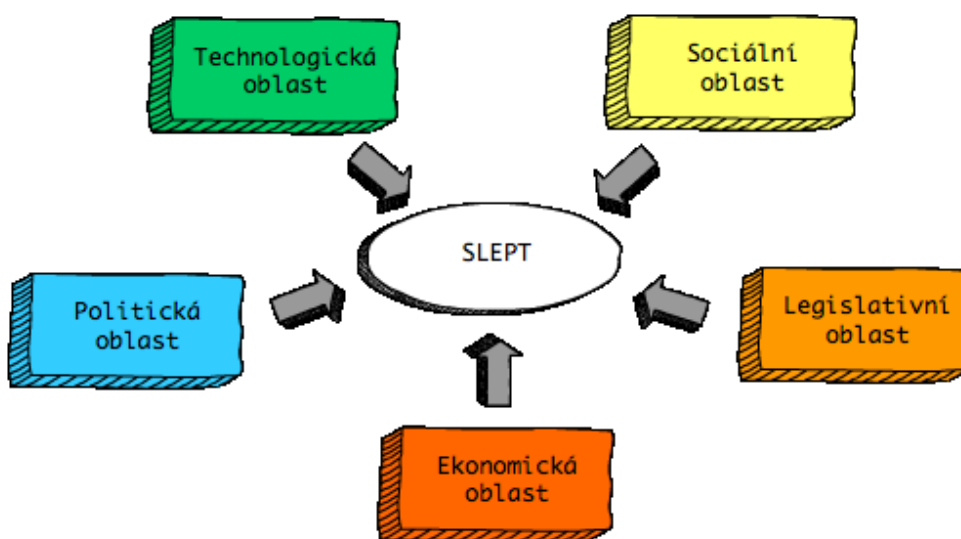 Technologická
oblast
Sociální
oblast
SLEPT
Politická
oblast
Legislativní
oblast
Ekonomická
oblast